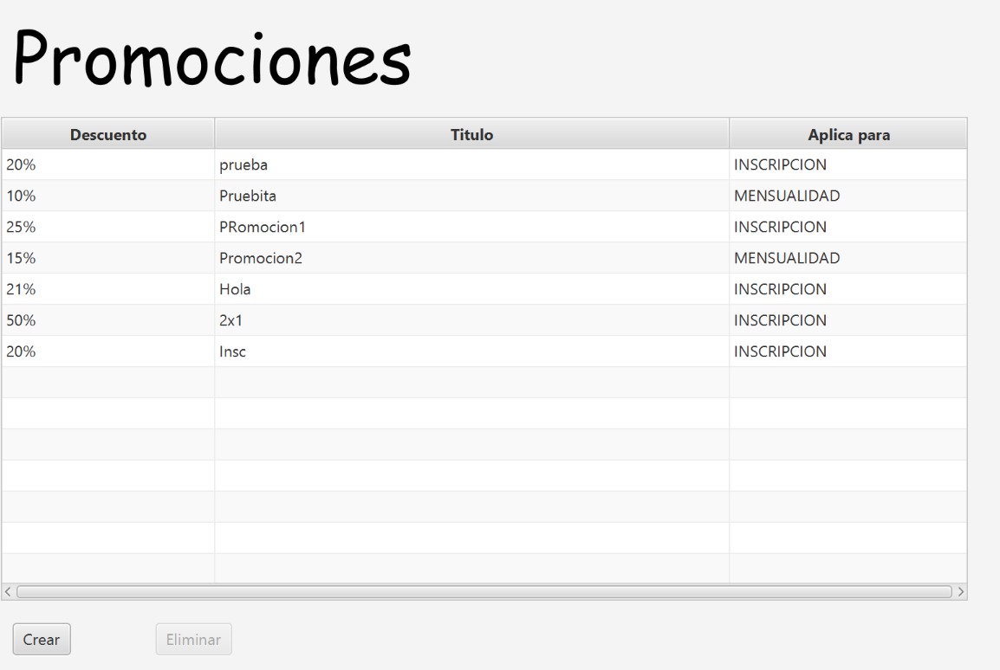 Promociones
Descuento Titulo Aplica para
20% prueba INSCRIPCION
10% Pruebita MENSUALIDAD
25% PRomocion1 INSCRIPCION
15% Promocion2 MENSUALIDAD
21% Hola INSCRIPCION
50% 2x1 INSCRIPCION
20% Insc INSCRIPCION
Crear Eliminar